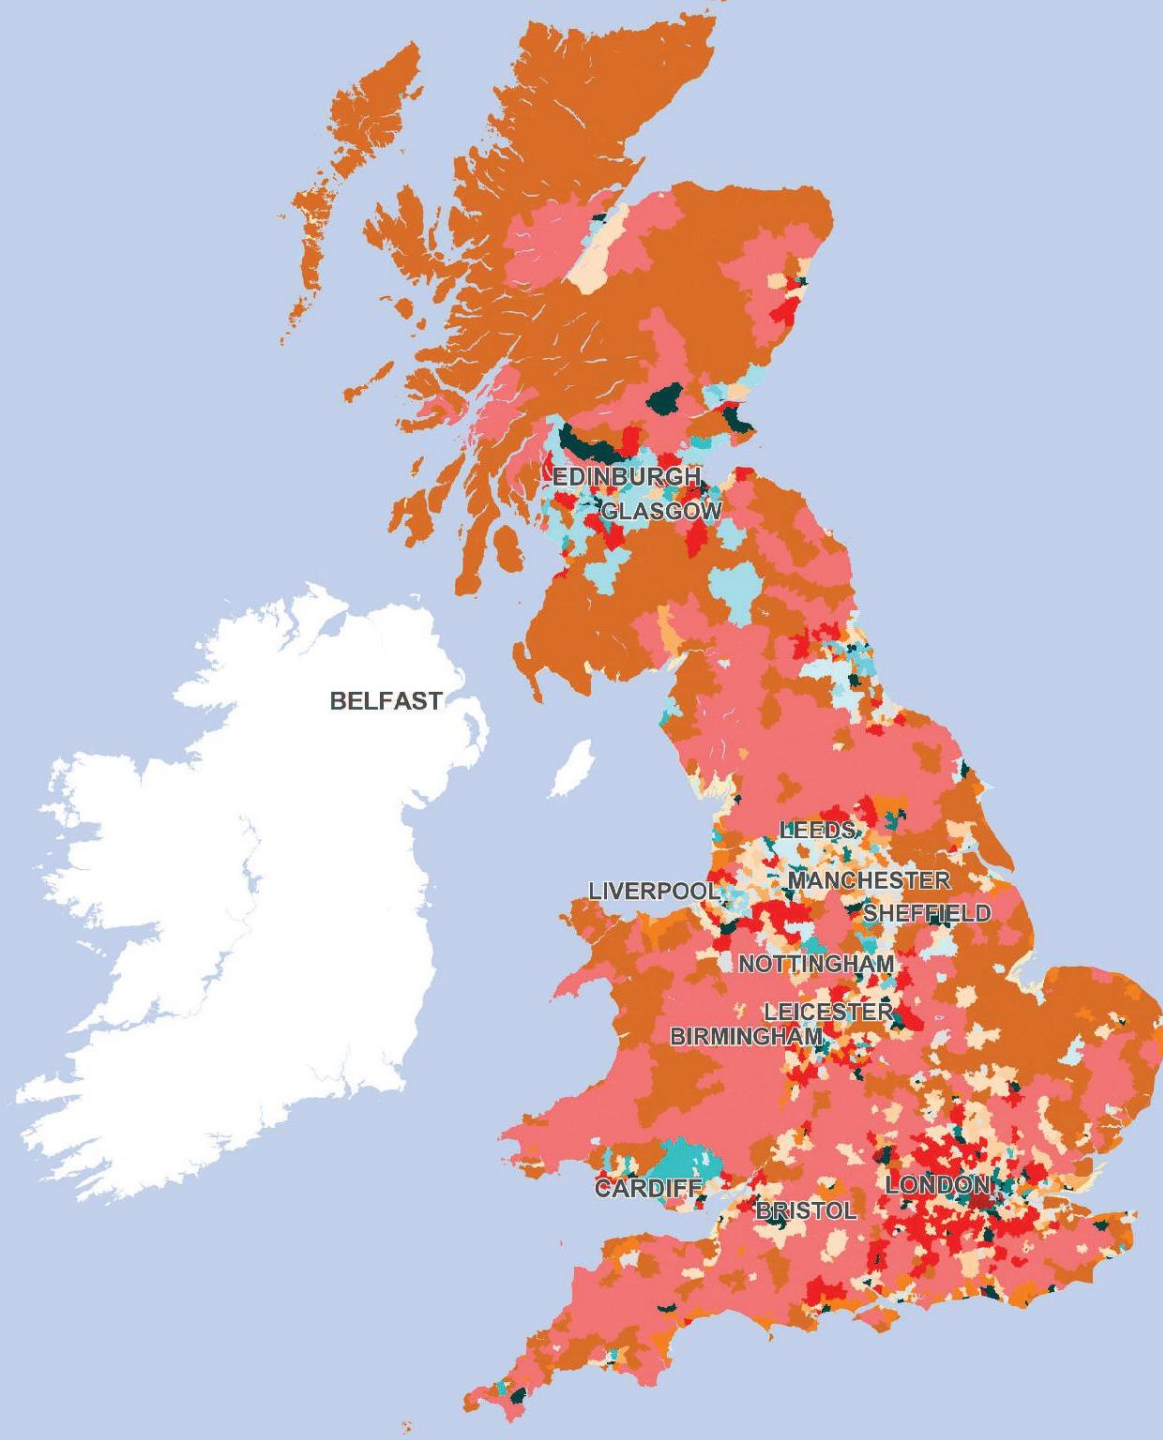 EDINBURGH
GLASGOW
BELFAST
LEEDS
MANCHESTER
LIVERPOOL
SHEFFIELD
NOTTINGHAM
LEICESTER
BIRMINGHAM
CARDIFF
LONDON
BRISTOL